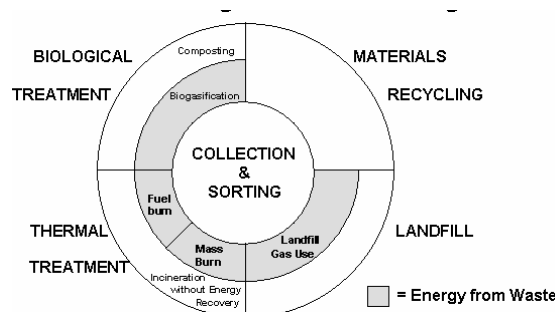 BIOLOGICAL
TREATMENT
Composting
Biogasification
MATERIALS
RECYCLING
COLLECTION
&
SORTING
THERMAL
TREATMENT
Fuel
burn
Mass
Burn
Incineration
without Energy
Recovery
Landfill
Gas Use
LANDFILL
= Energy from Waste